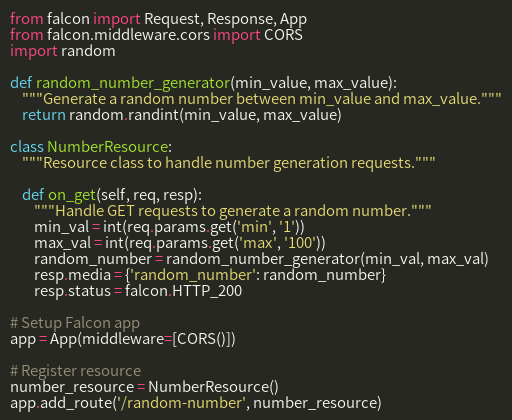 from falcon import Request, Response, App
from falcon.middleware.cors import CORS
import random

def random_number_generator(min_value, max_value):
    """Generate a random number between min_value and max_value."""
    return random.randint(min_value, max_value)

class NumberResource:
    """Resource class to handle number generation requests."""

    def on_get(self, req, resp):
        """Handle GET requests to generate a random number."""
        min_val = int(req.params.get('min', '1'))
        max_val = int(req.params.get('max', '100'))
        random_number = random_number_generator(min_val, max_val)
        resp.media = {'random_number': random_number}
        resp.status = falcon.HTTP_200

# Setup Falcon app
app = App(middleware=[CORS()])

# Register resource
number_resource = NumberResource()
app.add_route('/random-number', number_resource)